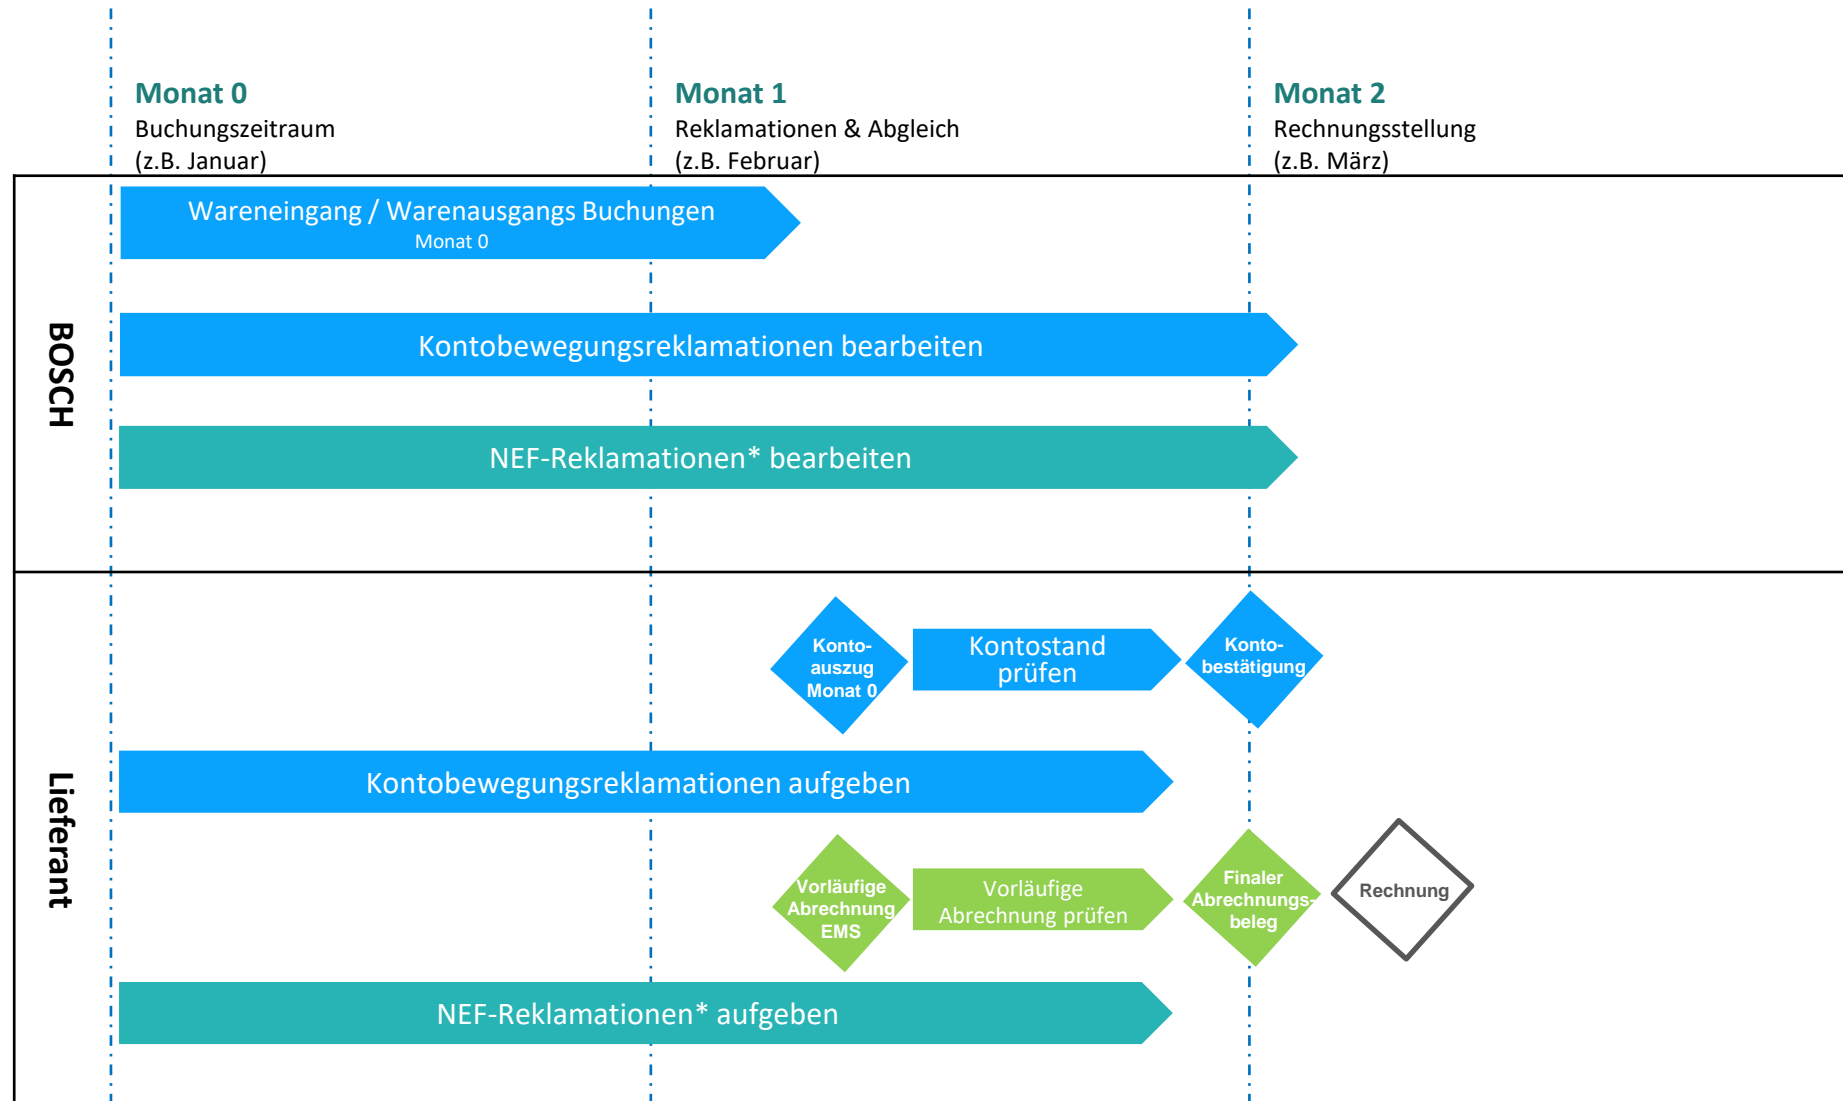 Monat 0
Buchungszeitraum
(z.B. Januar)
Monat 1
Reklamationen & Abgleich
(z.B. Februar)
Monat 2
Rechnungsstellung
(z.B. März)
BOSCH
Wareneingang / Warenausgangs Buchungen
Monat 0
Kontobewegungsreklamationen bearbeiten
NEF-Reklamationen* bearbeiten
Lieferant
Konto-
auszug
Monat 0
Kontostand
prüfen
Konto-
bestätigung
Kontobewegungsreklamationen aufgeben
Vorläufige
Abrechnung
EMS
Vorläufige
Abrechnung prüfen
Finaler
Abrechnungs-
beleg
Rechnung
NEF-Reklamationen* aufgeben